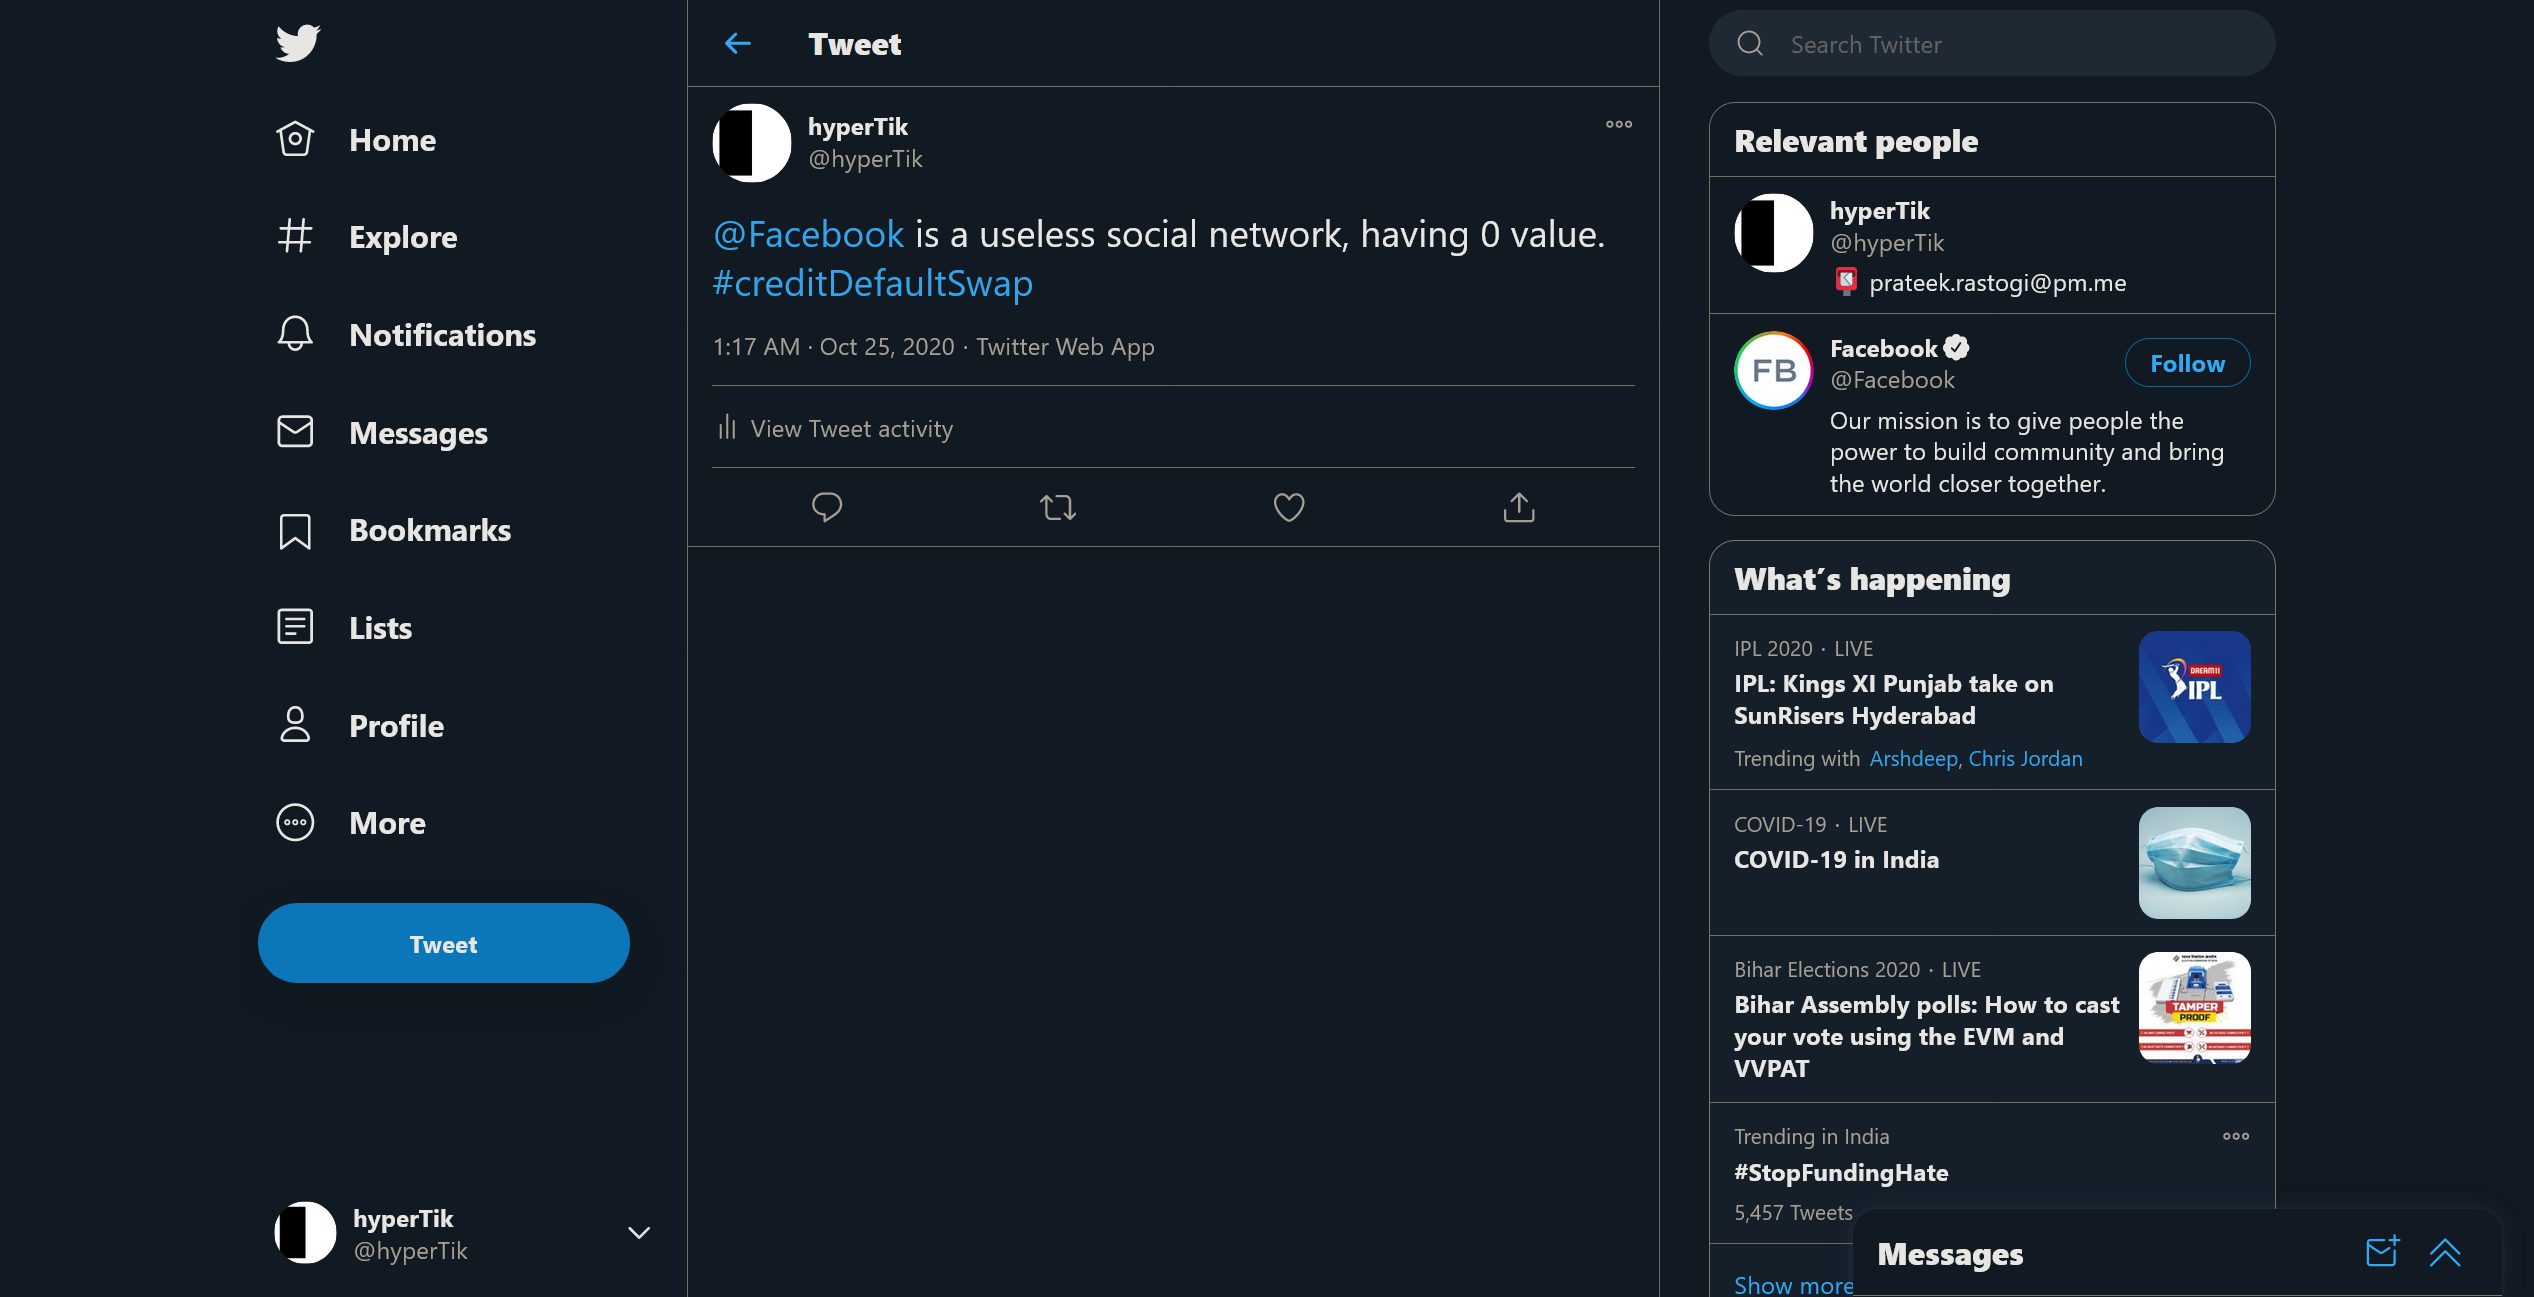 Home
Explore
Notifications
Messages
Bookmarks
Lists
Profile
More
Tweet
hyperTik
@hyperTik
Tweet
hyperTik
@hyperTik
@Facebook is a useless social network, having 0 value.
#creditDefaultSwap
1:17 AM · Oct 25, 2020 · Twitter Web App
View Tweet activity
Search Twitter
Relevant people
hyperTik
@hyperTik
prateek.rastogi@pm.me
FB
Facebook
@Facebook
Follow
Our mission is to give people the
power to build community and bring
the world closer together.
What's happening
IPL 2020 · LIVE
IPL: Kings XI Punjab take on
SunRisers Hyderabad
Trending with Arshdeep, Chris Jordan
DREAM11
IPL
COVID-19 · LIVE
COVID-19 in India
Bihar Elections 2020 · LIVE
Bihar Assembly polls: How to cast
your vote using the EVM and
VVPAT
TAMPER
PROOF
Trending in India
#StopFundingHate
5,457 Tweets
Show more
Messages